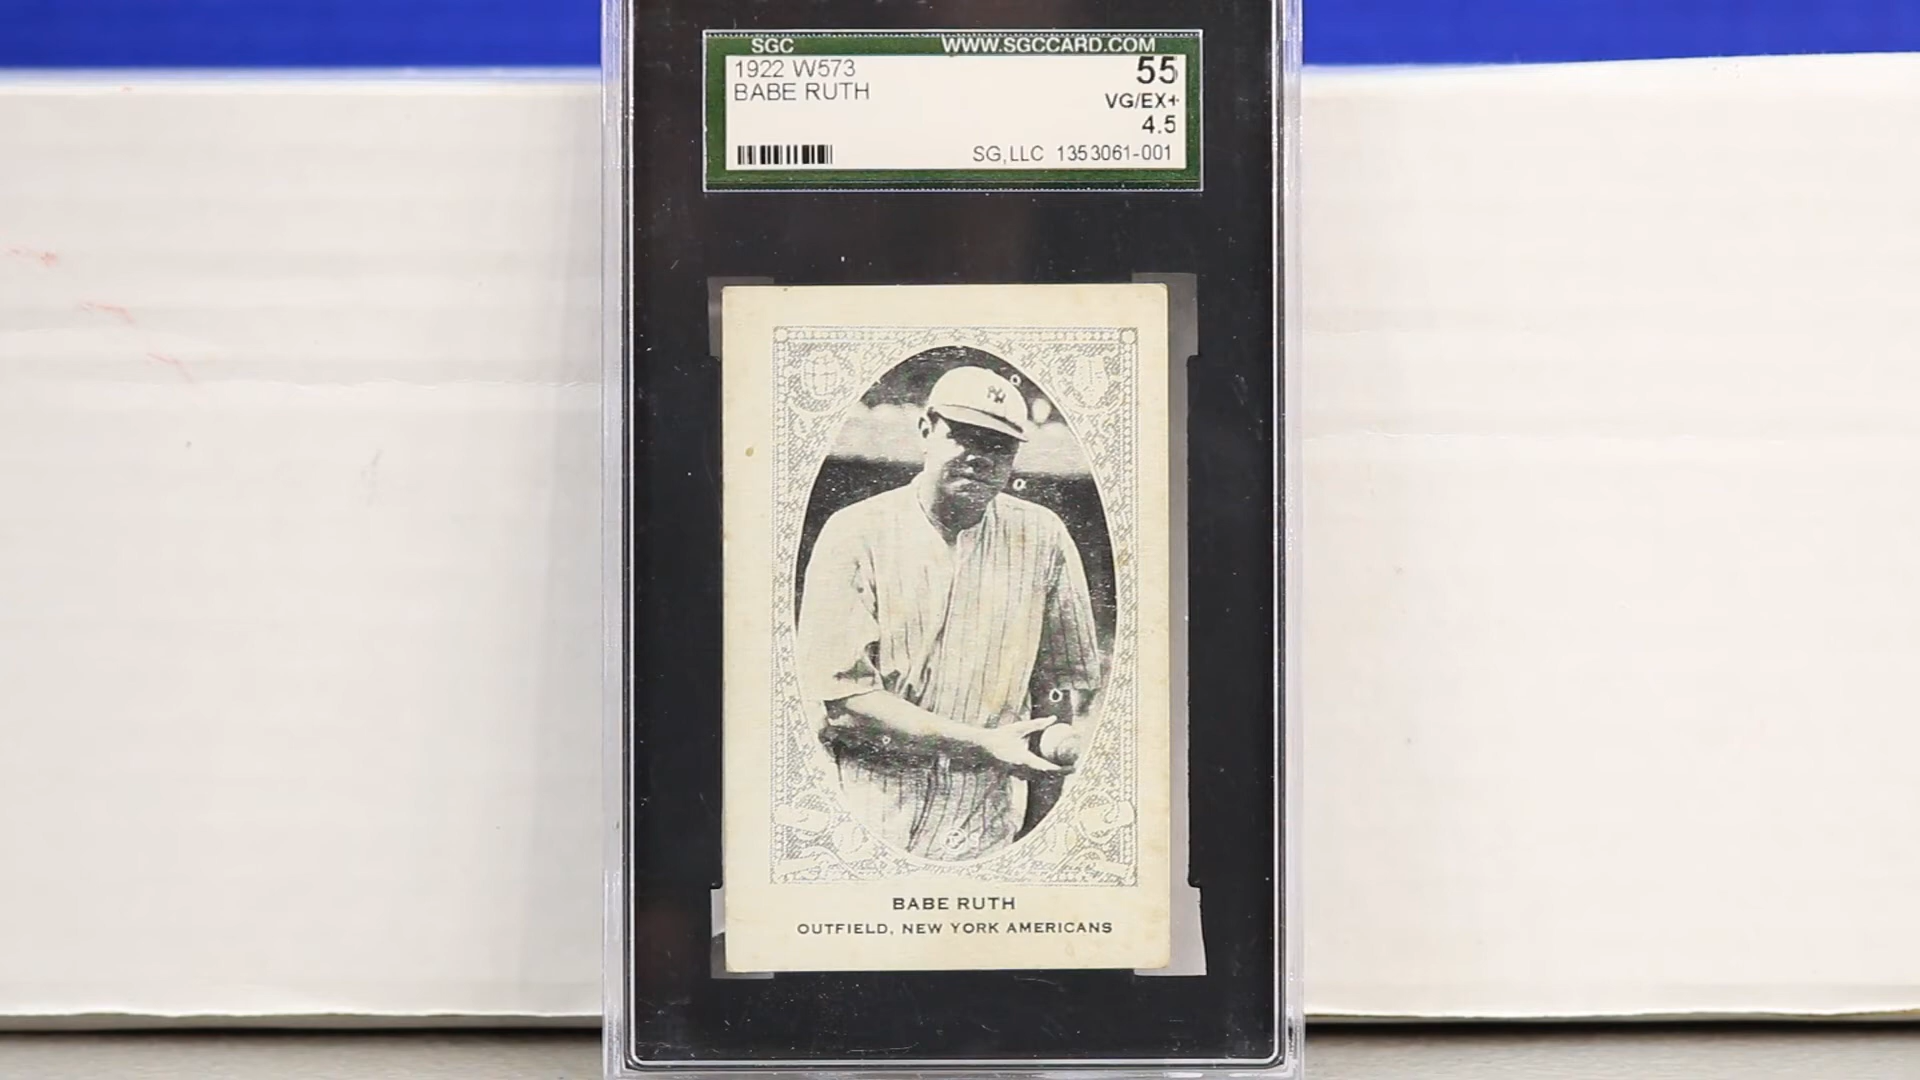 SGC WWW.SGCCARD.COM
1922 W573 55
BABE RUTH VG/EX+
4.5
SG,LLC 1353061-001
NY
BABE RUTH
OUTFIELD, NEW YORK AMERICANS